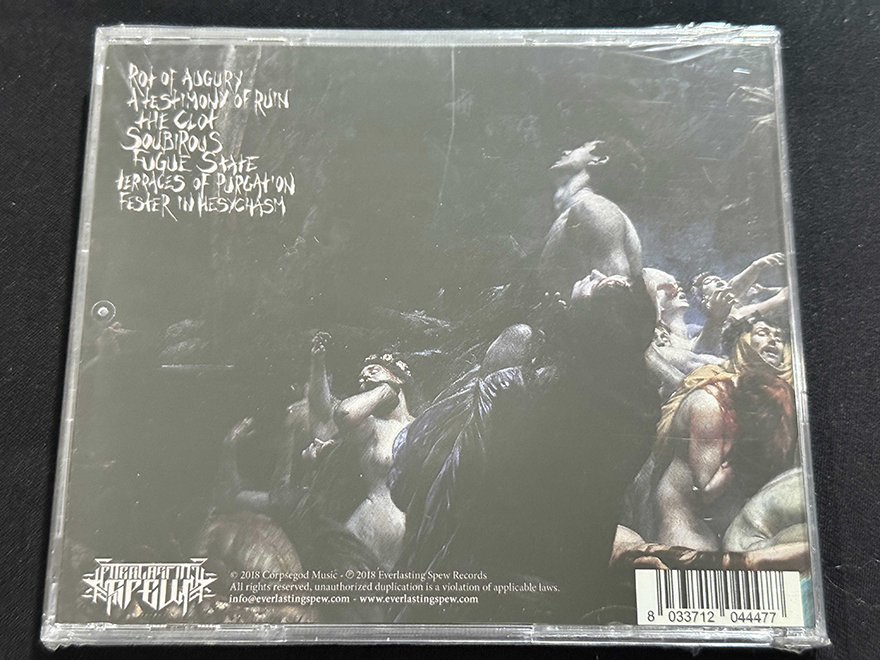 Rot of Augury
A Testimony of Ruin
The Clot
Soubirous
Fugue State
Terraces of Purgation
Fester in Hesychasm
EVERLASTING
SPEW
© 2018 Corpsegod Music - ℗ 2018 Everlasting Spew Records
All rights reserved, unauthorized duplication is a violation of applicable laws.
info@everlastingspew.com - www.everlastingspew.com
8 033712 044477